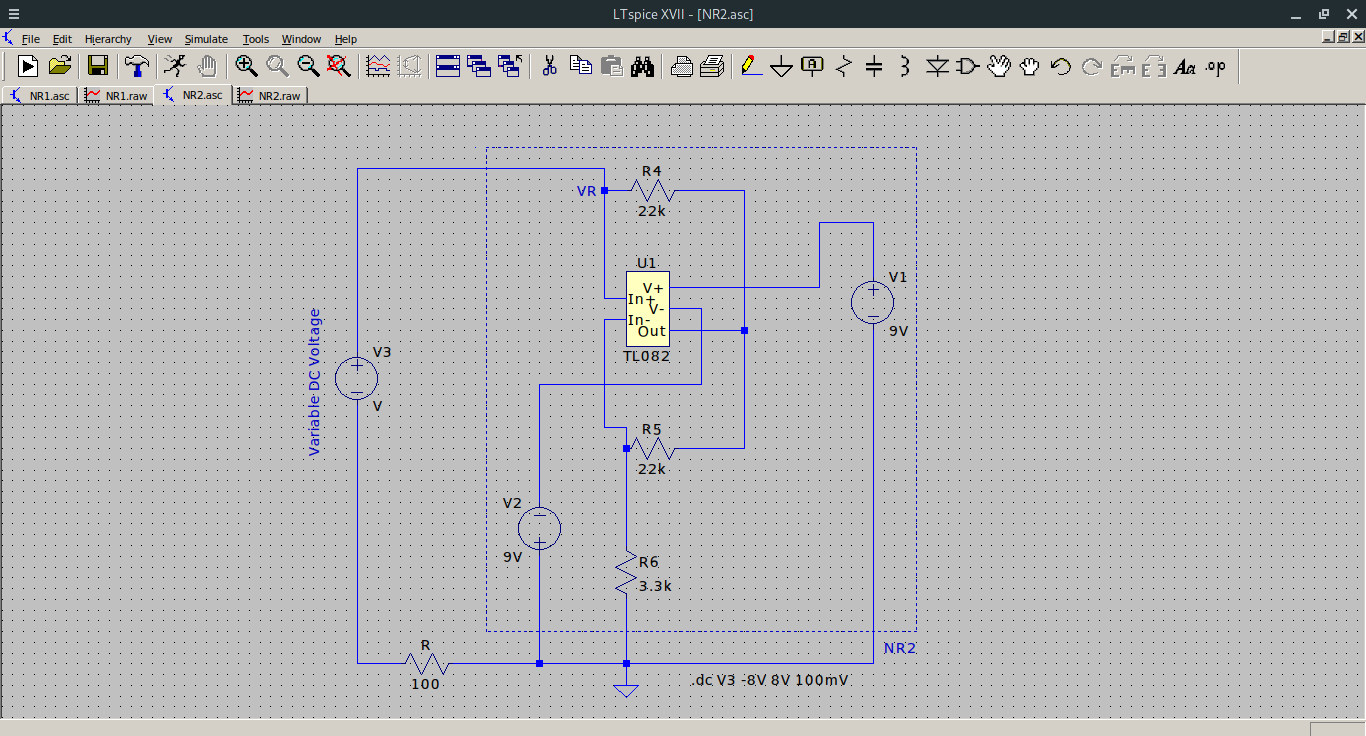 LTspice XVII - [NR2.asc]
File Edit Hierarchy View Simulate Tools Window Help
NR1.asc NR1.raw NR2.asc NR2.raw
R4
VR
22k
U1
V+
In+
V-
In-
Out
TL082
V1
9V
Variable DC Voltage
V3
V
R5
22k
V2
9V
R6
3.3k
R
100
NR2
.dc V3 -8V 8V 100mV